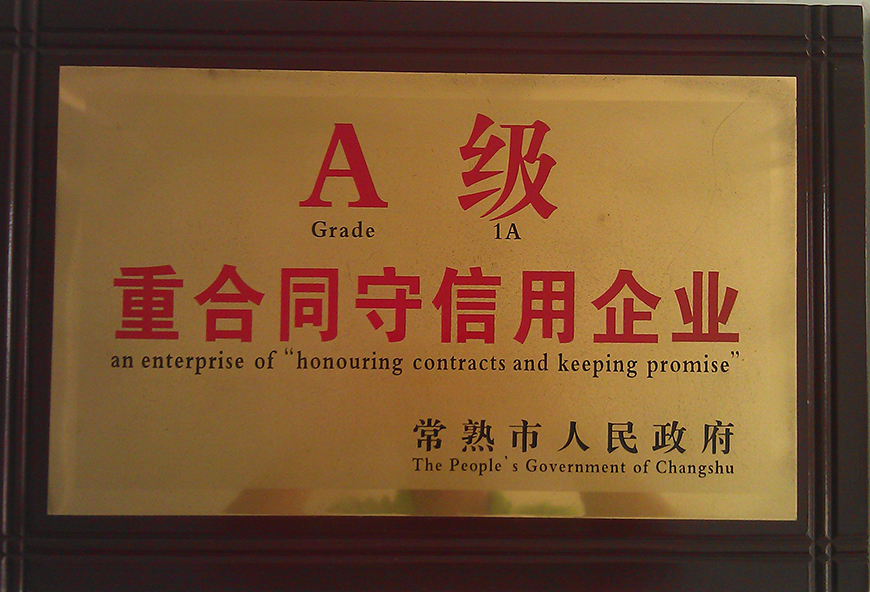 A 级
Grade 1A
重合同守信用企业
an enterprise of “honouring contracts and keeping promise”
常熟市人民政府
The People's Government of Changshu